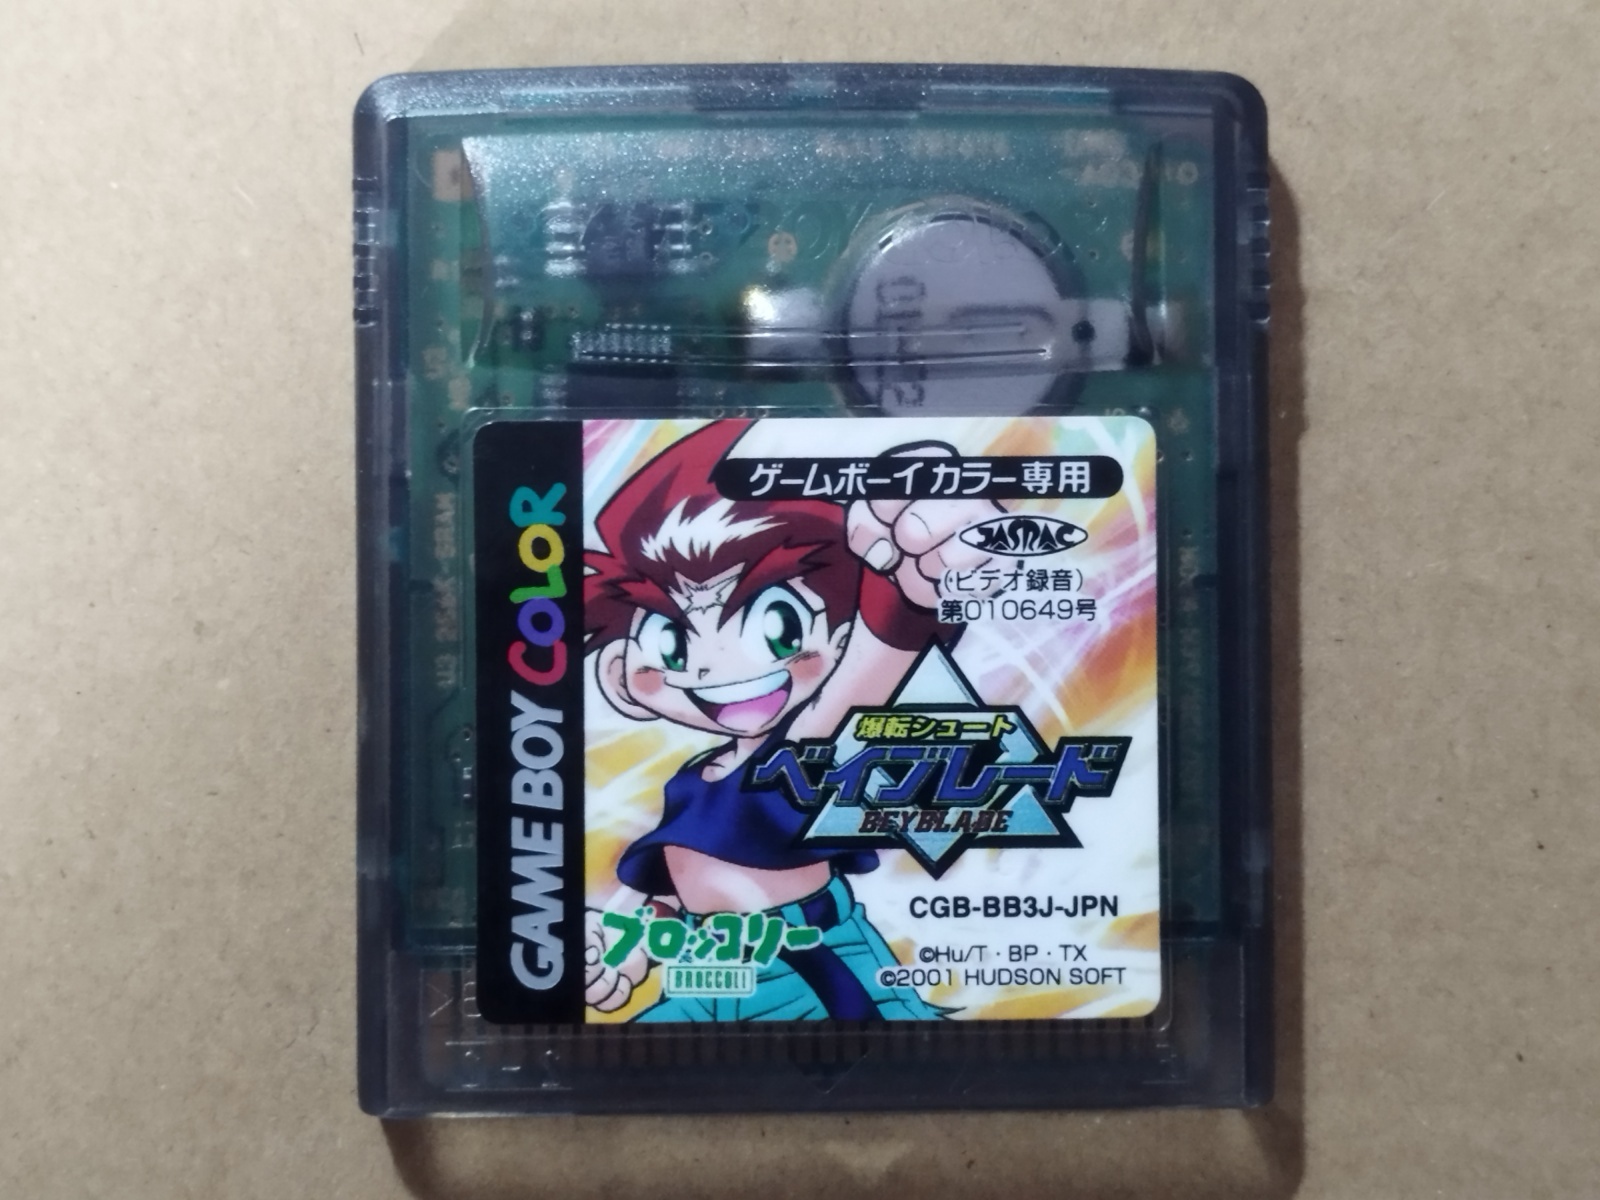 GAME BOY COLOR
ゲームボーイカラー専用
JASRAC
(ビデオ録音)
第010649号
爆転シュート
ベイブレード
BEYBLADE
CGB-BB3J-JPN
ブロッコリー
BROCCOLI
©Hu/T・BP・TX
©2001 HUDSON SOFT